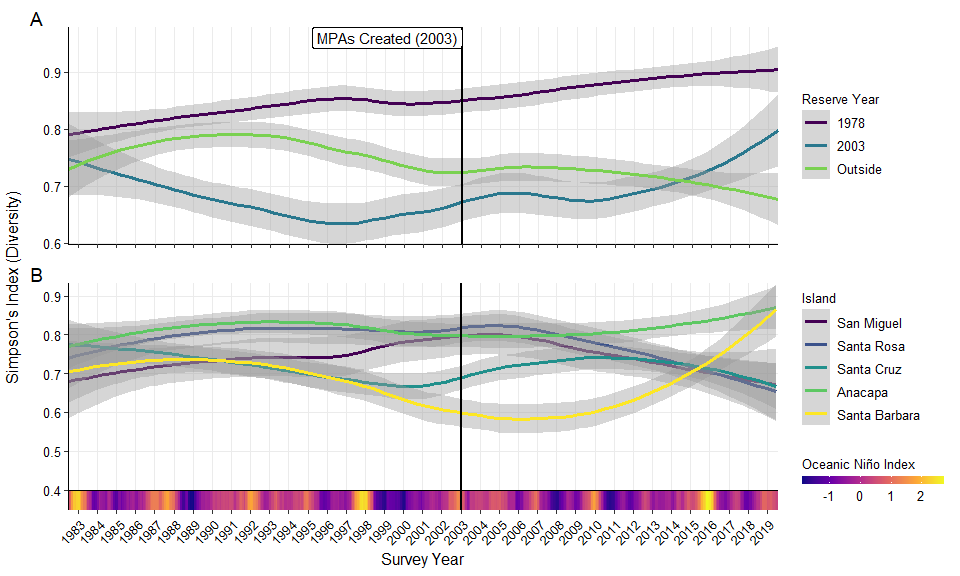 A
MPAs Created (2003)
0.9
0.8
0.7
0.6
Reserve Year
1978
2003
Outside
Simpson's Index (Diversity)
B
0.9
0.8
0.7
0.6
0.5
0.4
Island
San Miguel
Santa Rosa
Santa Cruz
Anacapa
Santa Barbara
Oceanic Niño Index
-1 0 1 2
1983 1984 1985 1986 1987 1988 1989 1990 1991 1992 1993 1994 1995 1996 1997 1998 1999 2000 2001 2002 2003 2004 2005 2006 2007 2008 2009 2010 2011 2012 2013 2014 2015 2016 2017 2018 2019
Survey Year